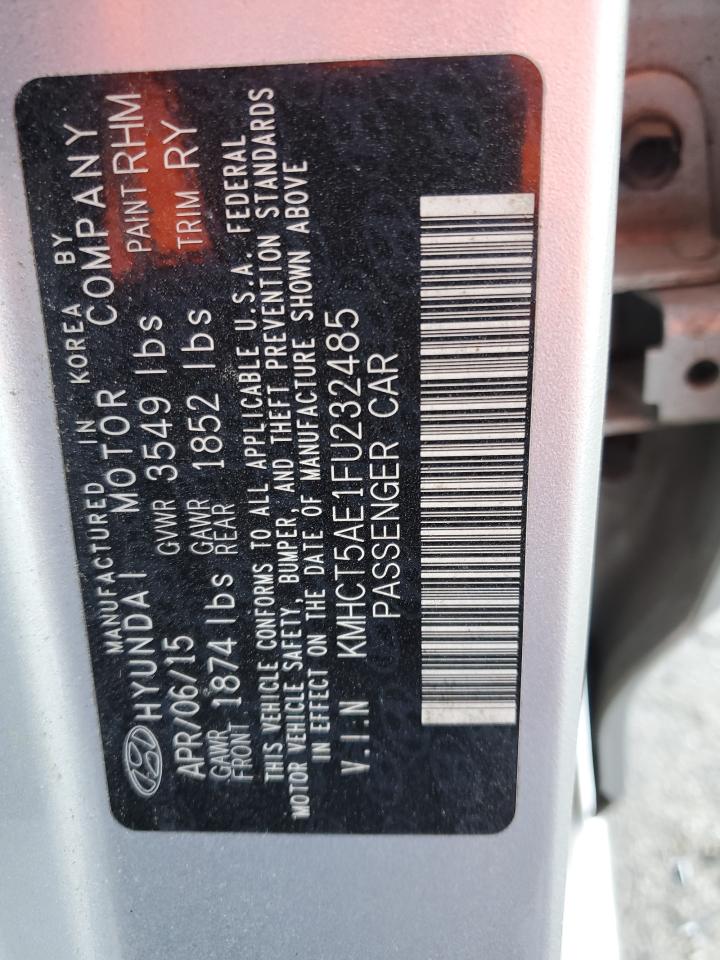 MANUFACTURED IN KOREA BY
HYUNDAI MOTOR COMPANY
APR/06/15 GVWR 3549 lbs PAINT RHM
GAWR FRONT 1874 lbs GAWR REAR 1852 lbs TRIM RY
THIS VEHICLE CONFORMS TO ALL APPLICABLE U.S.A. FEDERAL
MOTOR VEHICLE SAFETY, BUMPER, AND THEFT PREVENTION STANDARDS
IN EFFECT ON THE DATE OF MANUFACTURE SHOWN ABOVE
V.I.N KMHCT5AE1FU232485
PASSENGER CAR